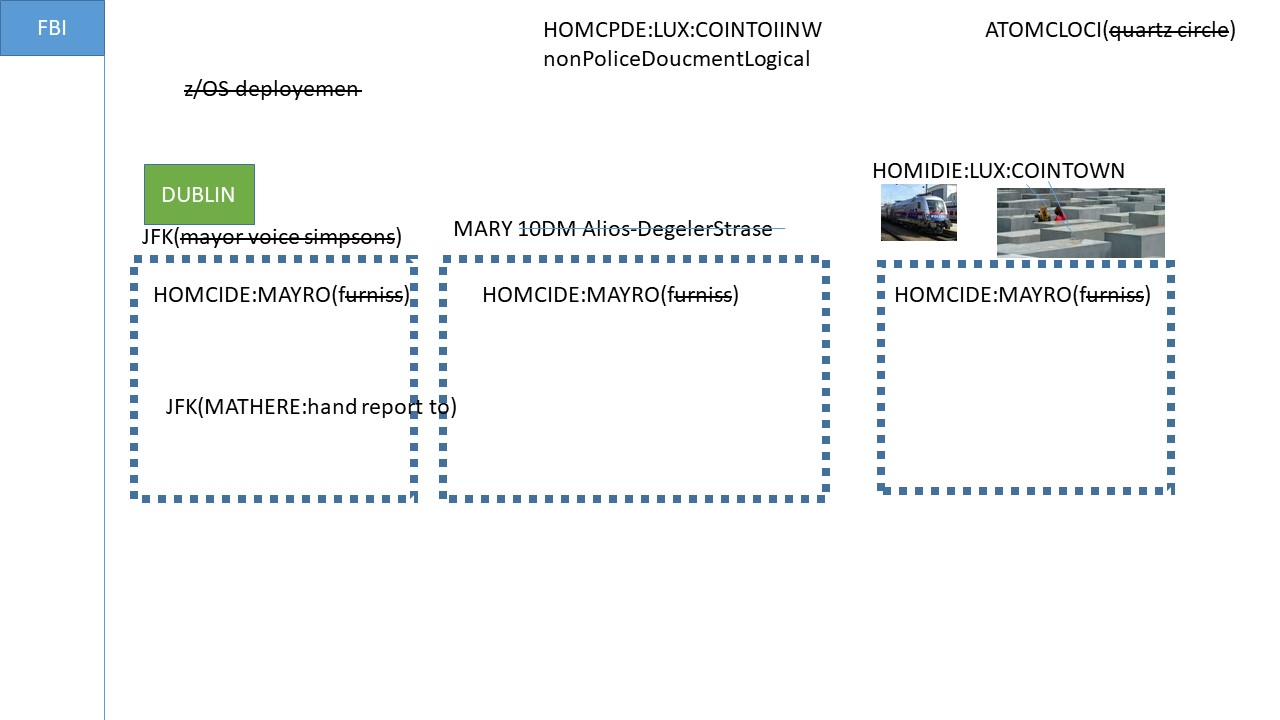 FBI
HOMCPDE:LUX:COINTOIINW
nonPoliceDoucmentLogical
ATOMCLOCI(quartz circle)
z/OS deployemen
DUBLIN
JFK(mayor voice simpsons)
MARY 10DM Alios-DegelerStrase
HOMIDIE:LUX:COINTOWN
HOMCIDE:MAYRO(furniss)
HOMCIDE:MAYRO(furniss)
HOMCIDE:MAYRO(furniss)
JFK(MATHERE:hand report to)